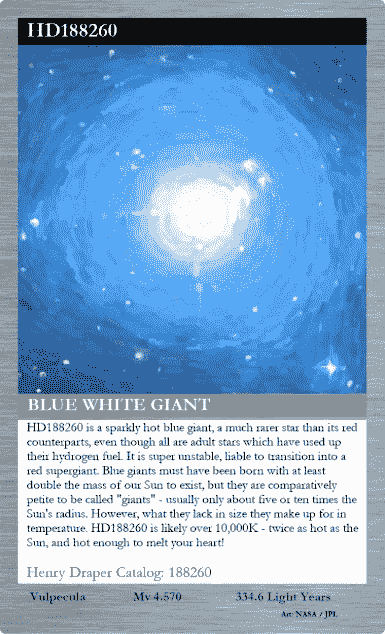 HD188260
BLUE WHITE GIANT
HD188260 is a sparkly hot blue giant, a much rarer star than its red
counterparts, even though all are adult stars which have used up
their hydrogen fuel. It is super unstable, liable to transition into a
red supergiant. Blue giants must have been born with at least
double the mass of our Sun to exist, but they are comparatively
petite to be called "giants" - usually only about five or ten times the
Sun's radius. However, what they lack in size they make up for in
temperature. HD188260 is likely over 10,000K - twice as hot as the
Sun, and hot enough to melt your heart!
Henry Draper Catalog: 188260
Vulpecula Mv 4.570 334.6 Light Years
Art: NASA / JPL